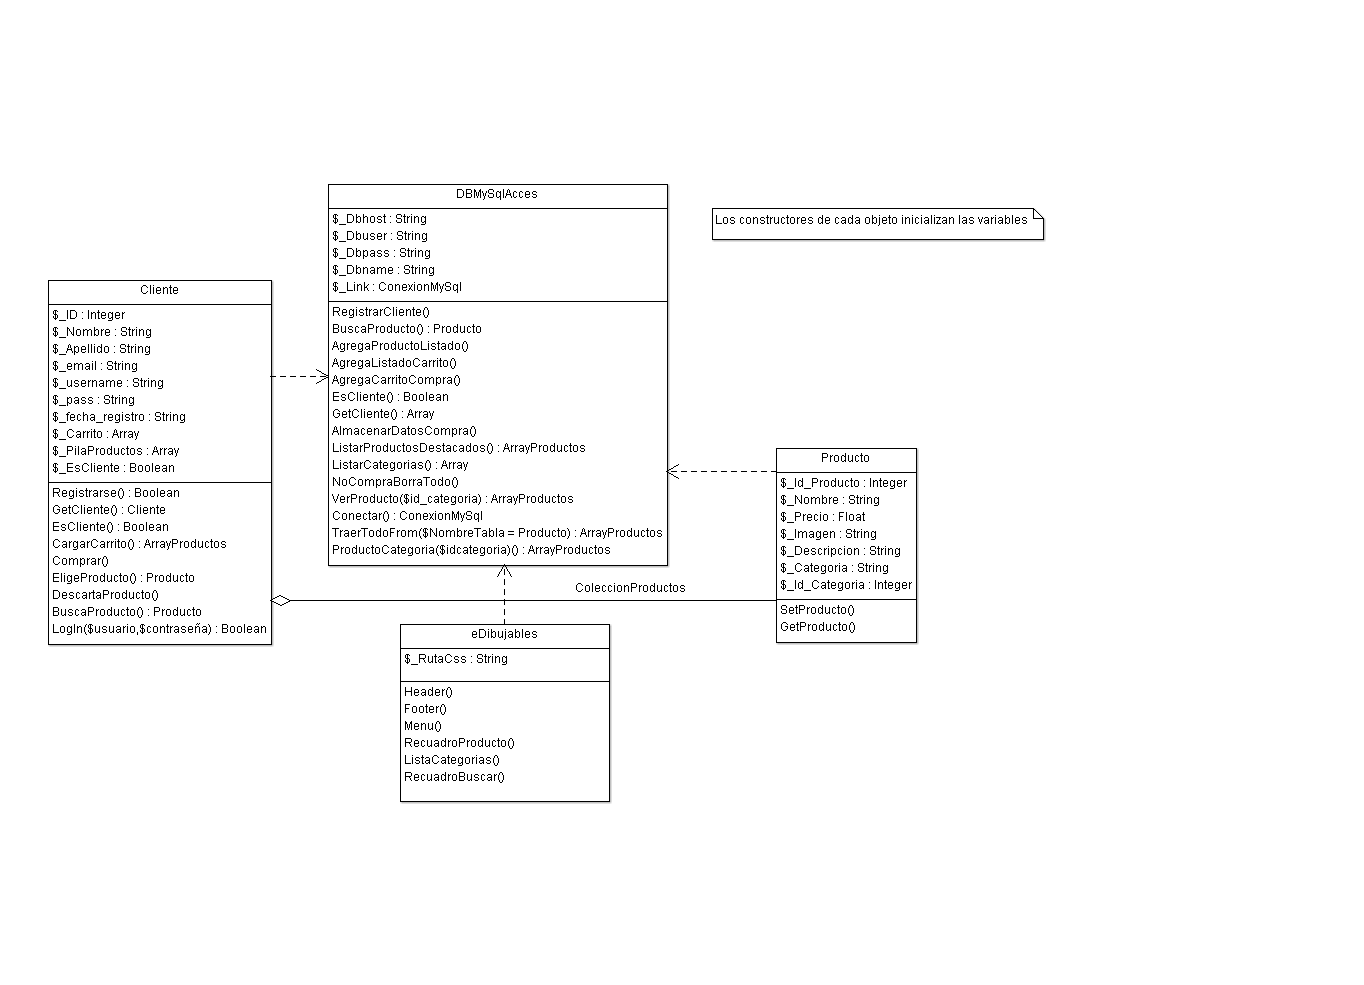 DBMySqlAcces
$_Dbhost : String
$_Dbuser : String
$_Dbpass : String
$_Dbname : String
$_Link : ConexionMySql
RegistrarCliente()
BuscaProducto() : Producto
AgregaProductoListado()
AgregaListadoCarrito()
AgregaCarritoCompra()
EsCliente() : Boolean
GetCliente() : Array
AlmacenarDatosCompra()
ListarProductosDestacados() : ArrayProductos
ListarCategorias() : Array
NoCompraBorraTodo()
VerProducto($id_categoria) : ArrayProductos
Conectar() : ConexionMySql
TraerTodoFrom($NombreTabla = Producto) : ArrayProductos
ProductoCategoria($idcategoria)() : ArrayProductos
Los constructores de cada objeto inicializan las variables
Cliente
$_ID : Integer
$_Nombre : String
$_Apellido : String
$_email : String
$_username : String
$_pass : String
$_fecha_registro : String
$_Carrito : Array
$_PilaProductos : Array
$_EsCliente : Boolean
Registrarse() : Boolean
GetCliente() : Cliente
EsCliente() : Boolean
CargarCarrito() : ArrayProductos
Comprar()
EligeProducto() : Producto
DescartaProducto()
BuscaProducto() : Producto
LogIn($usuario,$contraseña) : Boolean
Producto
$_Id_Producto : Integer
$_Nombre : String
$_Precio : Float
$_Imagen : String
$_Descripcion : String
$_Categoria : String
$_Id_Categoria : Integer
SetProducto()
GetProducto()
ColeccionProductos
eDibujables
$_RutaCss : String
Header()
Footer()
Menu()
RecuadroProducto()
ListaCategorias()
RecuadroBuscar()